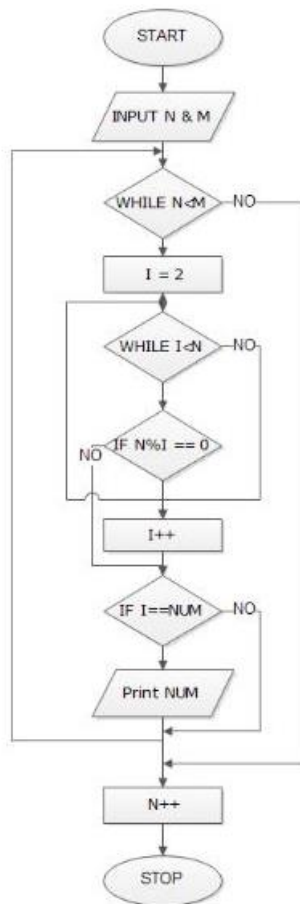 START
INPUT N & M
WHILE N<M
NO
I = 2
WHILE I<N
NO
IF N%I == 0
NO
I++
IF I==NUM
NO
Print NUM
N++
STOP